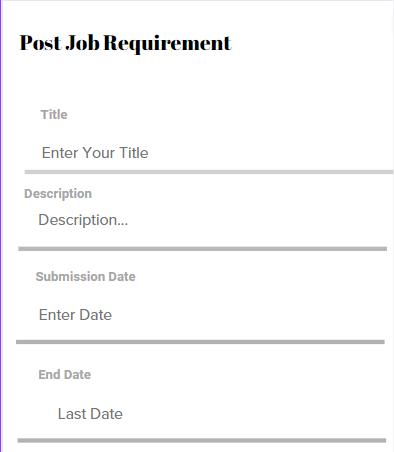 Post Job Requirement
Title
Enter Your Title
Description
Description...
Submission Date
Enter Date
End Date
Last Date